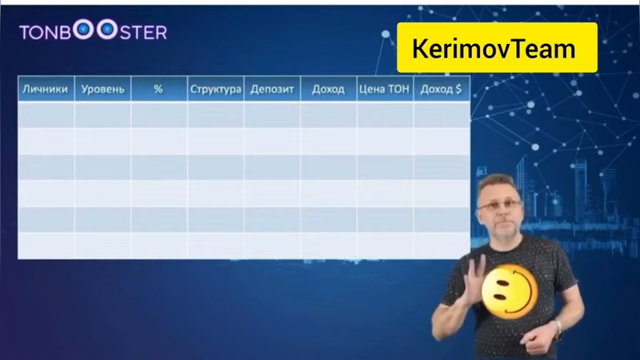 TONBOOSTER
KerimovTeam
Личники Уровень % Структура Депозит Доход Цена ТОН Доход $